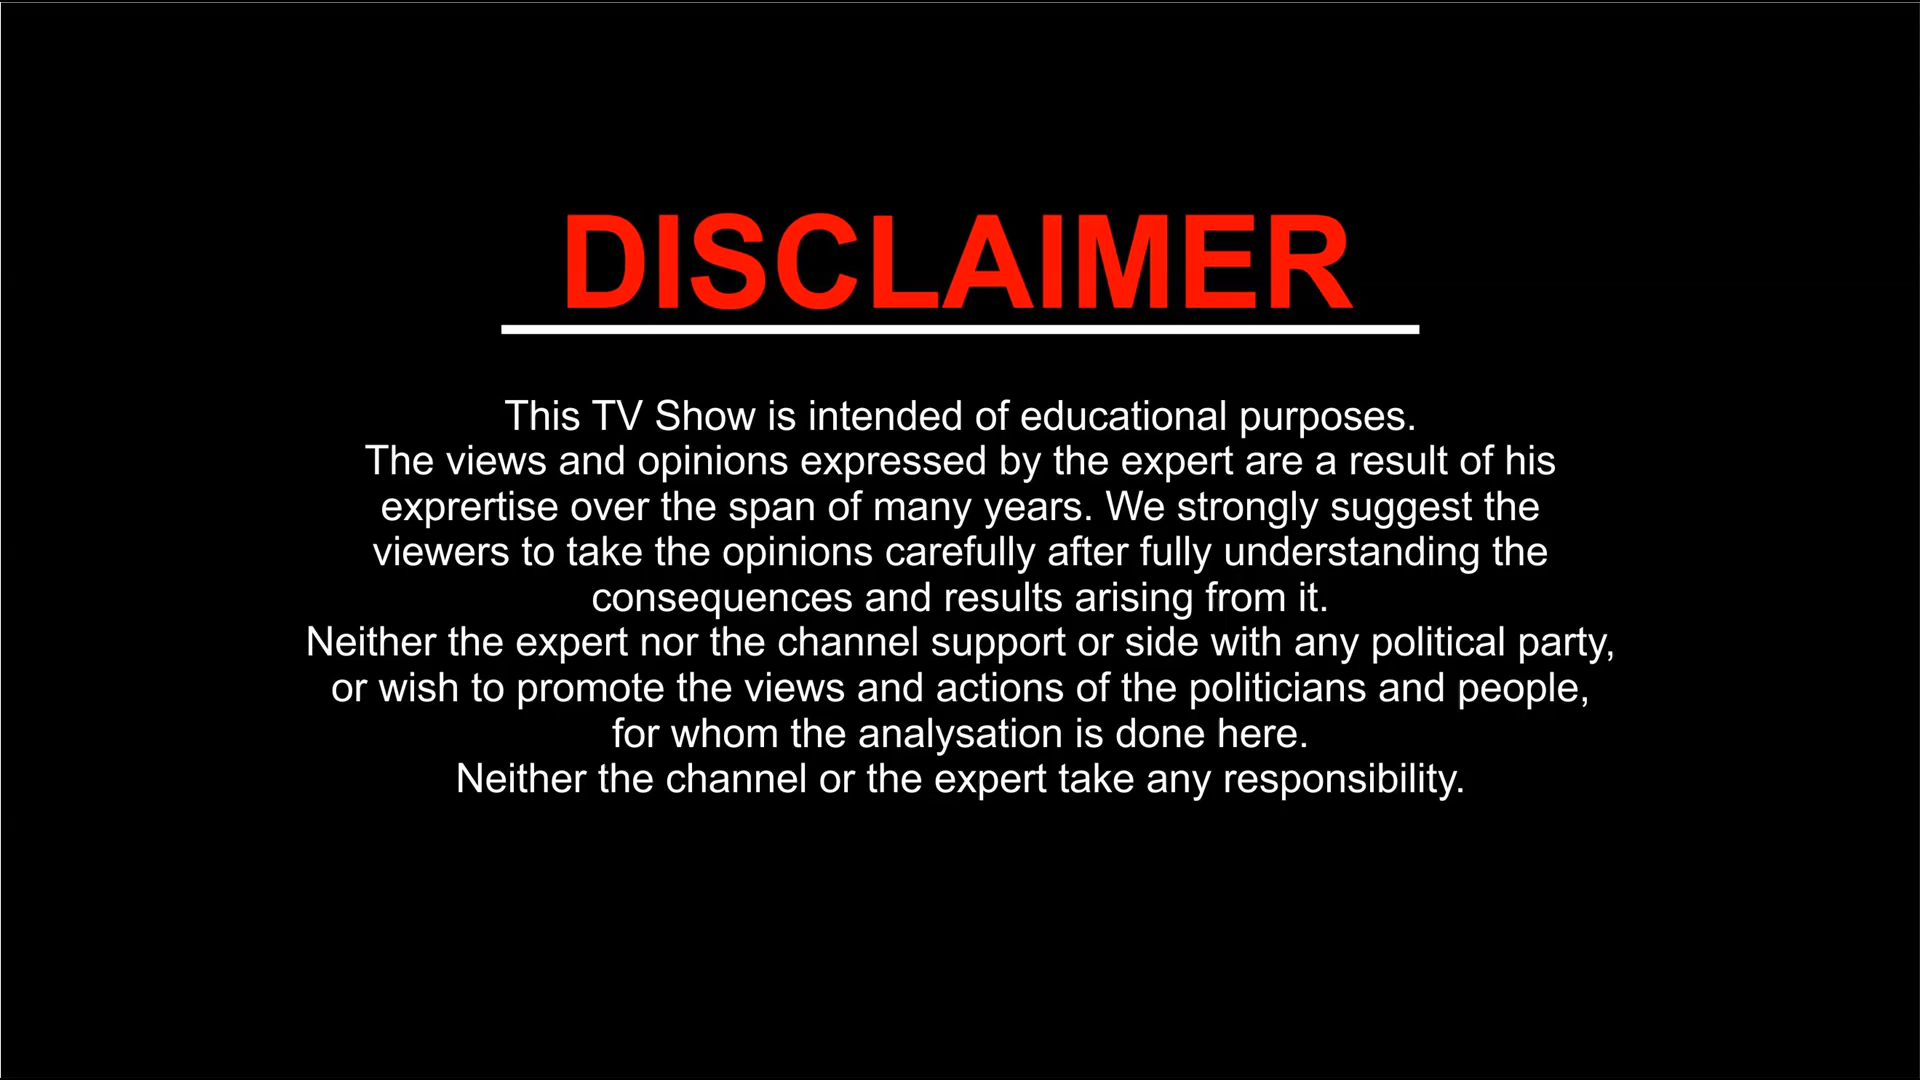 DISCLAIMER
This TV Show is intended of educational purposes.
The views and opinions expressed by the expert are a result of his
exprertise over the span of many years. We strongly suggest the
viewers to take the opinions carefully after fully understanding the
consequences and results arising from it.
Neither the expert nor the channel support or side with any political party,
or wish to promote the views and actions of the politicians and people,
for whom the analysation is done here.
Neither the channel or the expert take any responsibility.